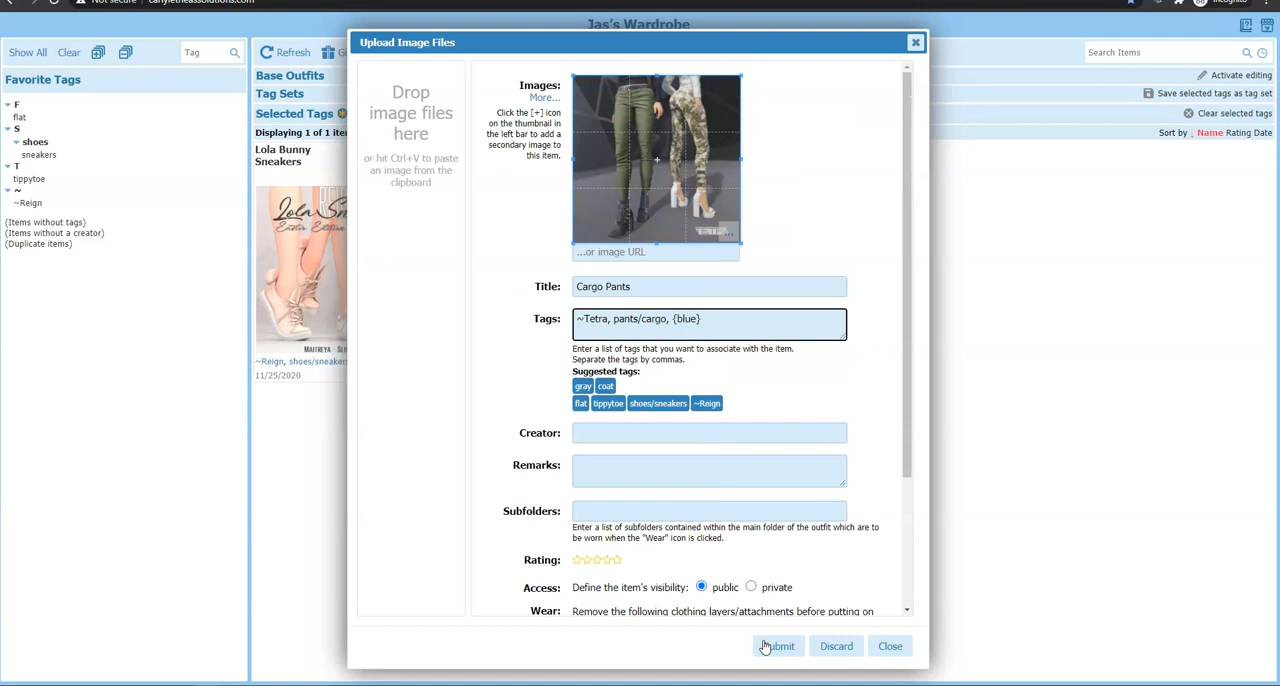 Not secure
Jas's Wardrobe
Show All
Clear
Tag
Refresh
Search Items
Favorite Tags
Base Outfits
Tag Sets
Selected Tags
Activate editing
Save selected tags as tag set
Clear selected tags
Displaying 1 of 1
Sort by
Name
Rating
Date
F
flat
S
shoes
sneakers
T
tippytoe
~
~Reign
(Items without tags)
(Items without a creator)
(Duplicate items)
Lola Bunny
Sneakers
Easter Edition
MAITREYA
~Reign, shoes/sneaker
11/25/2020
Upload Image Files
Drop
image files
here
or hit Ctrl+V to paste
an image from the
clipboard
Images:
More...
Click the [+] icon
on the thumbnail in
the left bar to add a
secondary image to
this item.
TETRA
...or image URL
Title:
Cargo Pants
Tags:
~Tetra, pants/cargo, {blue}
Enter a list of tags that you want to associate with the item.
Separate the tags by commas.
Suggested tags:
gray
coat
flat
tippytoe
shoes/sneakers
~Reign
Creator:
Remarks:
Subfolders:
Enter a list of subfolders contained within the main folder of the outfit which are to
be worn when the "Wear" icon is clicked.
Rating:
Access:
Define the item's visibility:
public
private
Wear:
Remove the following clothing layers/attachments before putting on
Submit
Discard
Close